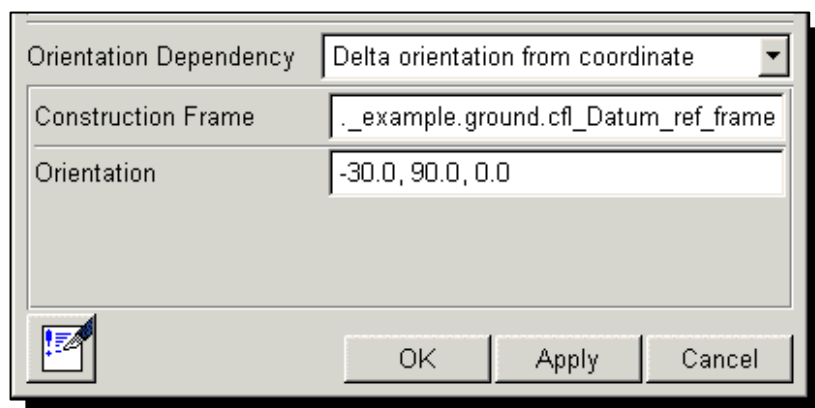 Orientation Dependency Delta orientation from coordinate
Construction Frame ._example.ground.cfl_Datum_ref_frame
Orientation -30.0, 90.0, 0.0
OK Apply Cancel